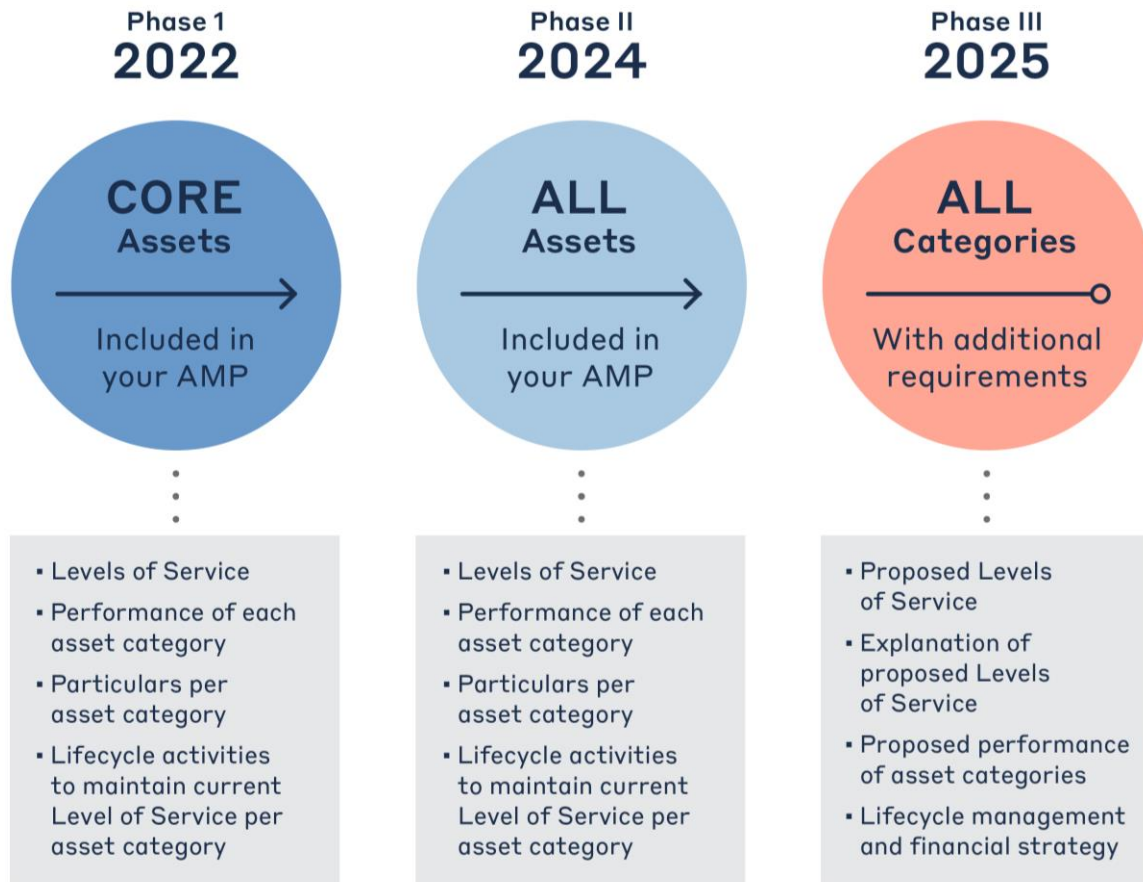 Phase 1
2022
CORE
Assets
Included in
your AMP
▪ Levels of Service
▪ Performance of each
asset category
▪ Particulars per
asset category
▪ Lifecycle activities
to maintain current
Level of Service per
asset category
Phase II
2024
ALL
Assets
Included in
your AMP
▪ Levels of Service
▪ Performance of each
asset category
▪ Particulars per
asset category
▪ Lifecycle activities
to maintain current
Level of Service per
asset category
Phase III
2025
ALL
Categories
With additional
requirements
▪ Proposed Levels
of Service
▪ Explanation of
proposed Levels
of Service
▪ Proposed performance
of asset categories
▪ Lifecycle management
and financial strategy